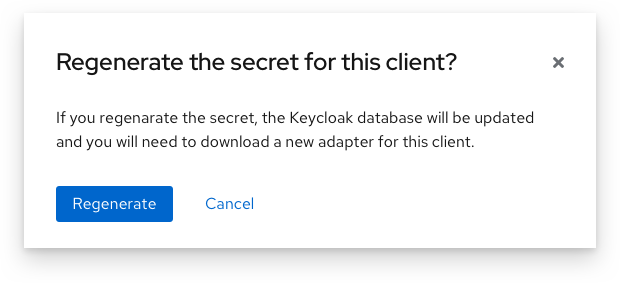 Regenerate the secret for this client?
If you regenarate the secret, the Keycloak database will be updated
and you will need to download a new adapter for this client.
Regenerate
Cancel